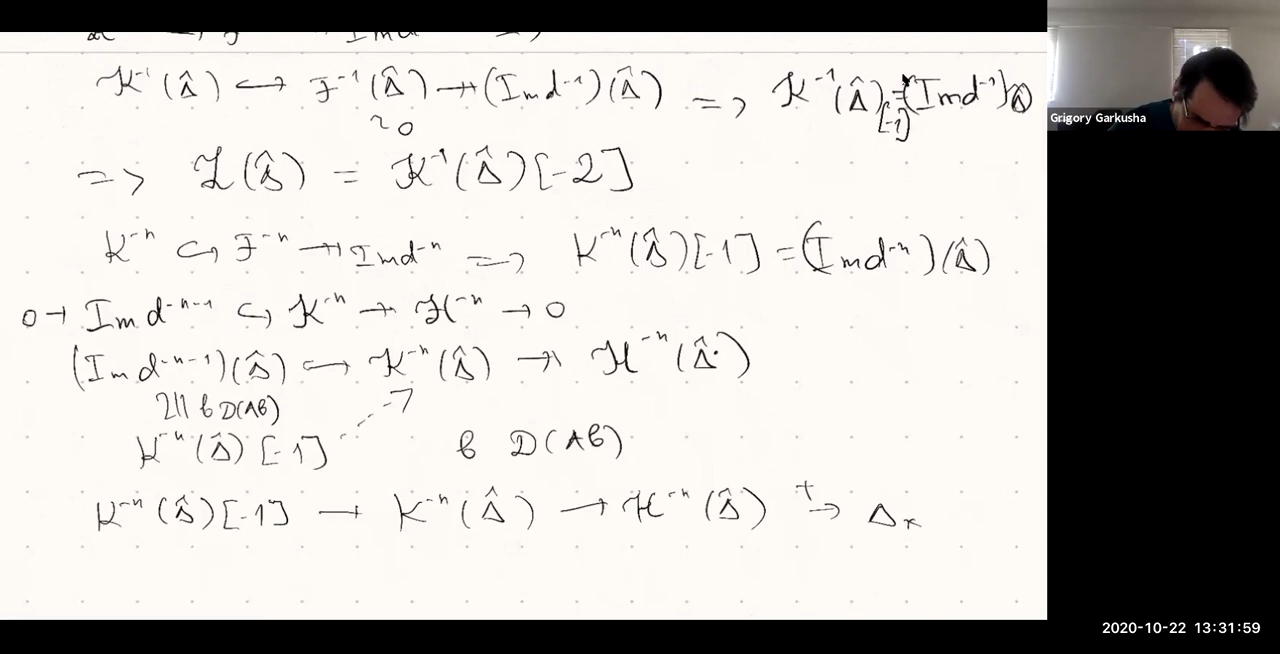 K⁻¹(Δ̂) ↪ F⁻¹(Δ̂) ↠ (Im d⁻¹)(Δ̂) ⇒ K⁻¹(Δ̂)[-1] = (Im d⁻¹)(Δ̂)
≃ 0
⇒ Z(Δ̂) = K⁻¹(Δ̂)[-2]
K⁻ⁿ ↪ F⁻ⁿ ↠ Im d⁻ⁿ ⇒ K⁻ⁿ(Δ̂)[-1] = (Im d⁻ⁿ)(Δ̂)
0 → Im d⁻ⁿ⁻¹ ↪ K⁻ⁿ → H⁻ⁿ → 0
(Im d⁻ⁿ⁻¹)(Δ̂) ↪ K⁻ⁿ(Δ̂) ↠ H⁻ⁿ(Δ̂·)
≀|| в D(Ab)
K⁻ⁿ(Δ̂)[-1] в D(Ab)
K⁻ⁿ(Δ̂)[-1] → K⁻ⁿ(Δ̂) → H⁻ⁿ(Δ̂) →⁺ Δ
Grigory Garkusha
2020-10-22 13:31:59